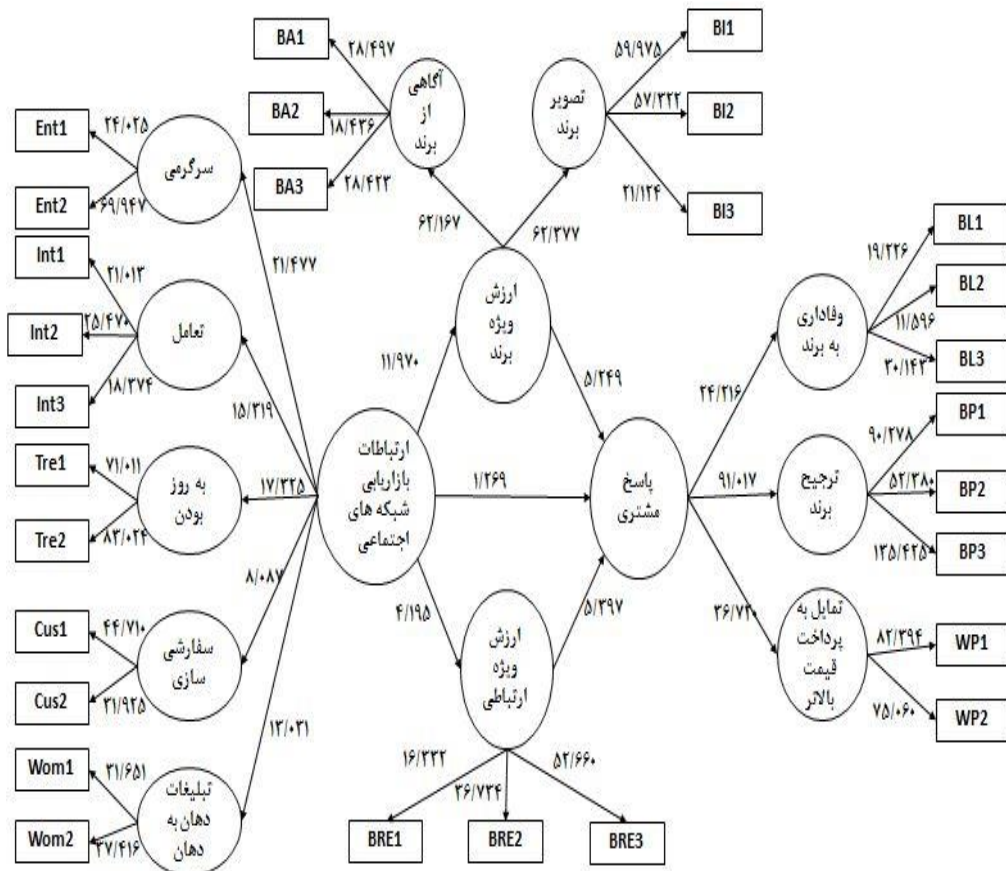 BA1
۲۸/۴۹۷
BA2
۱۸/۴۳۶
BA3
۲۸/۴۲۳
آگاهی
از
برند
۶۲/۱۶۷
تصویر
برند
۶۲/۳۷۷
۵۹/۹۷۵
BI1
۵۷/۳۲۲
BI2
۲۱/۱۲۴
BI3
Ent1
۲۴/۰۲۵
Ent2
۶۹/۹۴۷
سرگرمی
۲۱/۴۷۷
Int1
۲۱/۰۱۳
Int2
۲۵/۴۷۰
Int3
۱۸/۳۷۴
تعامل
۱۵/۳۱۹
Tre1
۷۱/۰۱۱
Tre2
۸۳/۰۲۴
به روز
بودن
۱۷/۳۲۵
Cus1
۴۴/۷۱۰
Cus2
۳۱/۹۲۵
سفارشی
سازی
۸/۰۸۷
Wom1
۳۱/۶۵۱
Wom2
۳۷/۴۱۶
تبلیغات
دهان به
دهان
۱۳/۰۳۱
ارتباطات
بازاریابی
شبکه های
اجتماعی
۱۱/۹۷۰
۱/۲۶۹
۴/۱۹۵
ارزش
ویژه
برند
۵/۲۴۹
ارزش
ویژه
ارتباطی
۵/۳۹۷
۱۶/۳۳۲
۳۶/۷۳۴
۵۲/۶۶۰
BRE1
BRE2
BRE3
پاسخ
مشتری
۲۴/۲۱۶
۹۱/۰۱۷
وفاداری
به برند
۱۹/۲۲۶
BL1
۱۱/۵۹۶
BL2
۳۰/۱۴۳
BL3
ترجیح
برند
۹۰/۲۷۸
BP1
۵۲/۳۸۰
BP2
۱۳۵/۴۲۵
BP3
تمایل به
پرداخت
قیمت
بالاتر
۸۲/۳۹۴
WP1
۷۵/۰۶۰
WP2